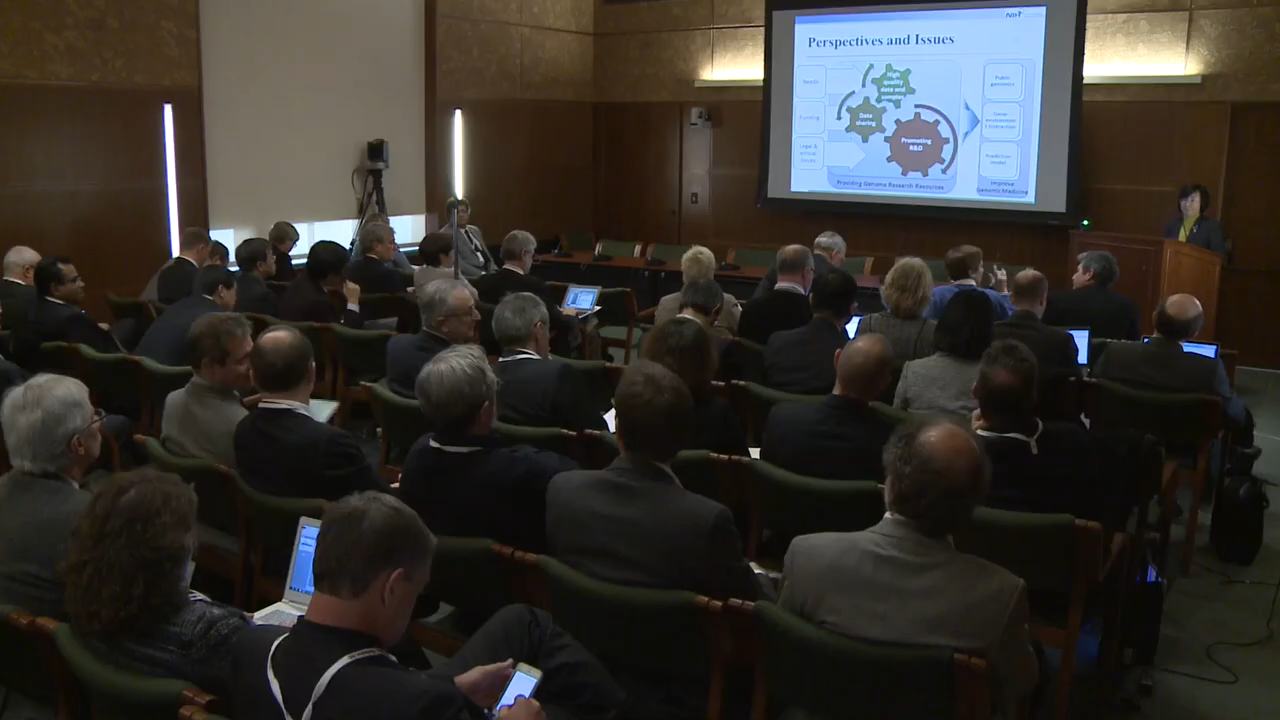 NIH
Perspectives and Issues
Needs
Funding
Legal &
ethical
issues
High
quality
data and
samples
Data
sharing
Promoting
R&D
Providing Genome Research Resources
Public
genomics
Gene-
environment
interaction
Prediction
model
Improve
Genomic Medicine